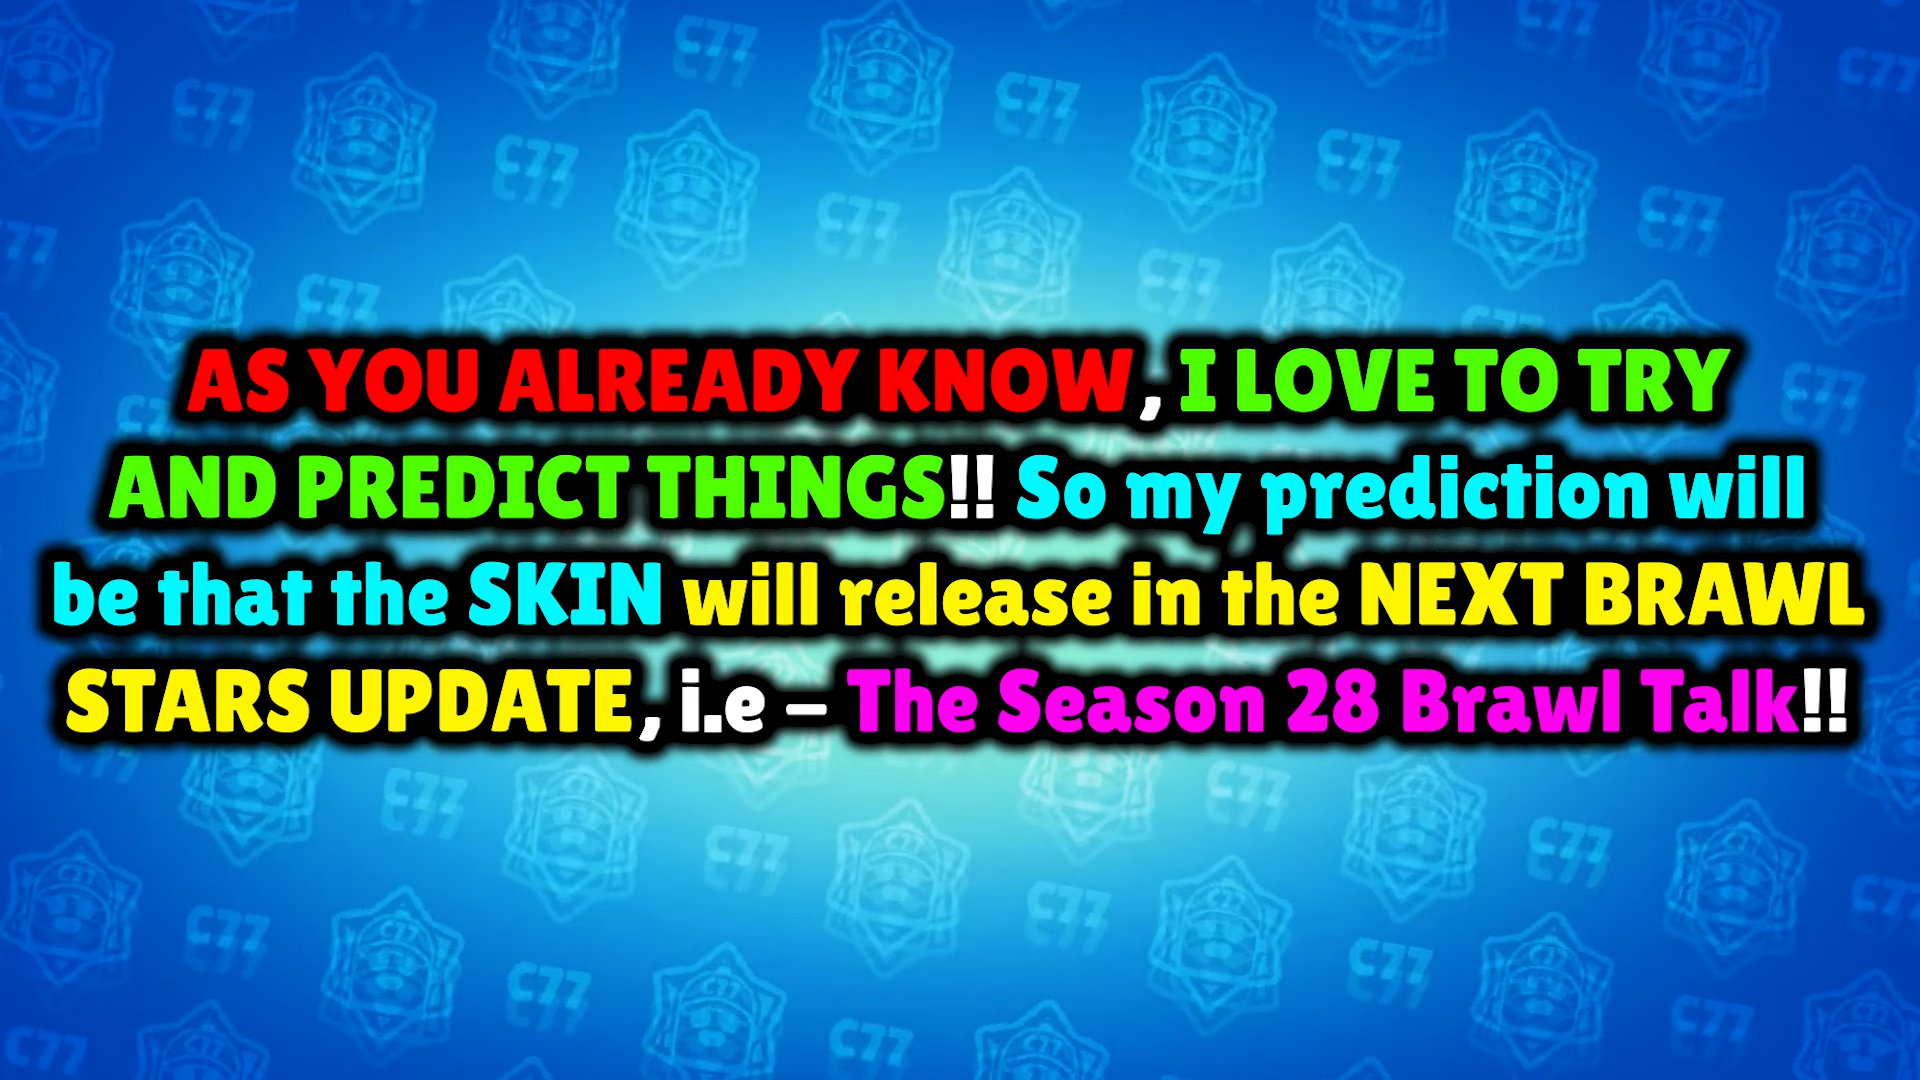 AS YOU ALREADY KNOW, I LOVE TO TRY
AND PREDICT THINGS!! So my prediction will
be that the SKIN will release in the NEXT BRAWL
STARS UPDATE, i.e - The Season 28 Brawl Talk!!